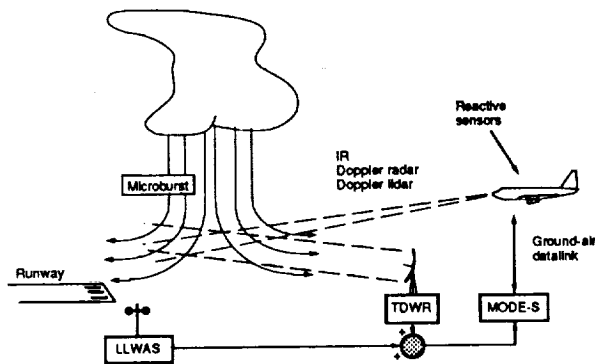 Reactive
sensors
IR
Doppler radar
Doppler lidar
Microburst
Ground-air
datalink
Runway
TDWR
MODE-S
LLWAS
+
+